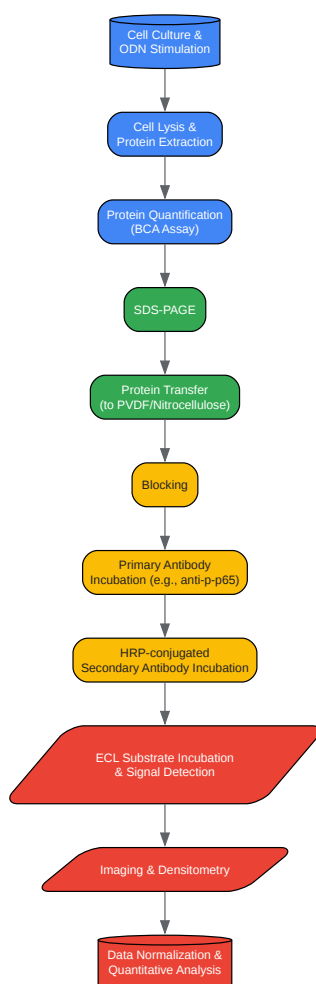 Cell Culture &
ODN Stimulation
Cell Lysis &
Protein Extraction
Protein Quantification
(BCA Assay)
SDS-PAGE
Protein Transfer
(to PVDF/Nitrocellulose)
Blocking
Primary Antibody
Incubation (e.g., anti-p-p65)
HRP-conjugated
Secondary Antibody Incubation
ECL Substrate Incubation
& Signal Detection
Imaging & Densitometry
Data Normalization &
Quantitative Analysis